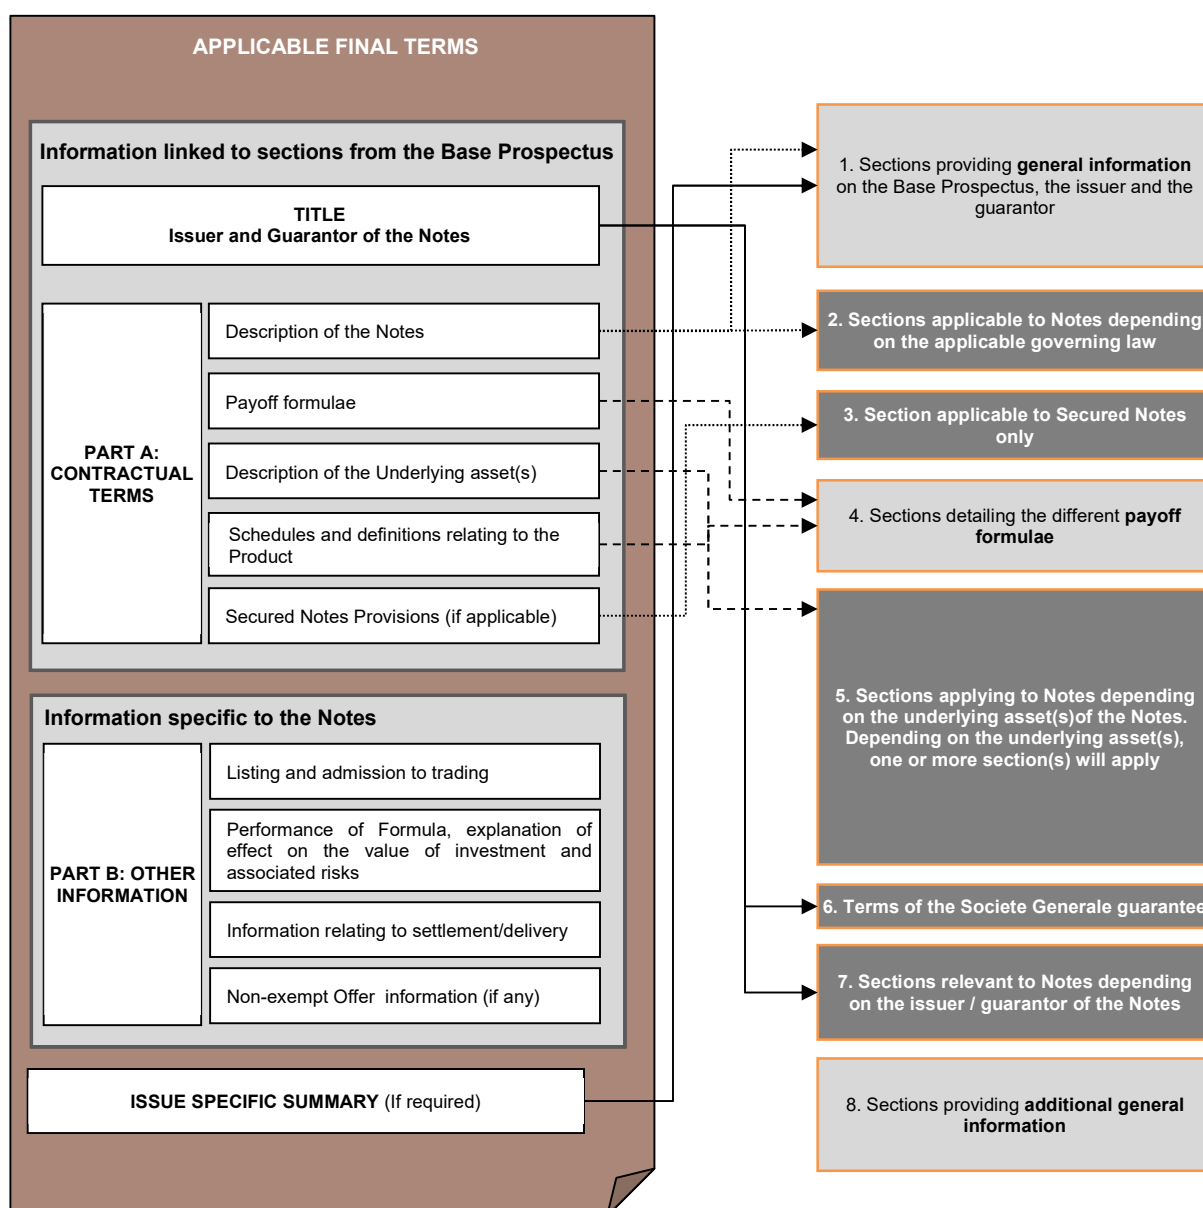 APPLICABLE FINAL TERMS
Information linked to sections from the Base Prospectus
TITLE
Issuer and Guarantor of the Notes
PART A:
CONTRACTUAL
TERMS
Description of the Notes
Payoff formulae
Description of the Underlying asset(s)
Schedules and definitions relating to the
Product
Secured Notes Provisions (if applicable)
Information specific to the Notes
PART B: OTHER
INFORMATION
Listing and admission to trading
Performance of Formula, explanation of
effect on the value of investment and
associated risks
Information relating to settlement/delivery
Non-exempt Offer information (if any)
ISSUE SPECIFIC SUMMARY (If required)
1. Sections providing general information
on the Base Prospectus, the issuer and the
guarantor
2. Sections applicable to Notes depending
on the applicable governing law
3. Section applicable to Secured Notes
only
4. Sections detailing the different payoff
formulae
5. Sections applying to Notes depending
on the underlying asset(s)of the Notes.
Depending on the underlying asset(s),
one or more section(s) will apply
6. Terms of the Societe Generale guarantee
7. Sections relevant to Notes depending
on the issuer / guarantor of the Notes
8. Sections providing additional general
information